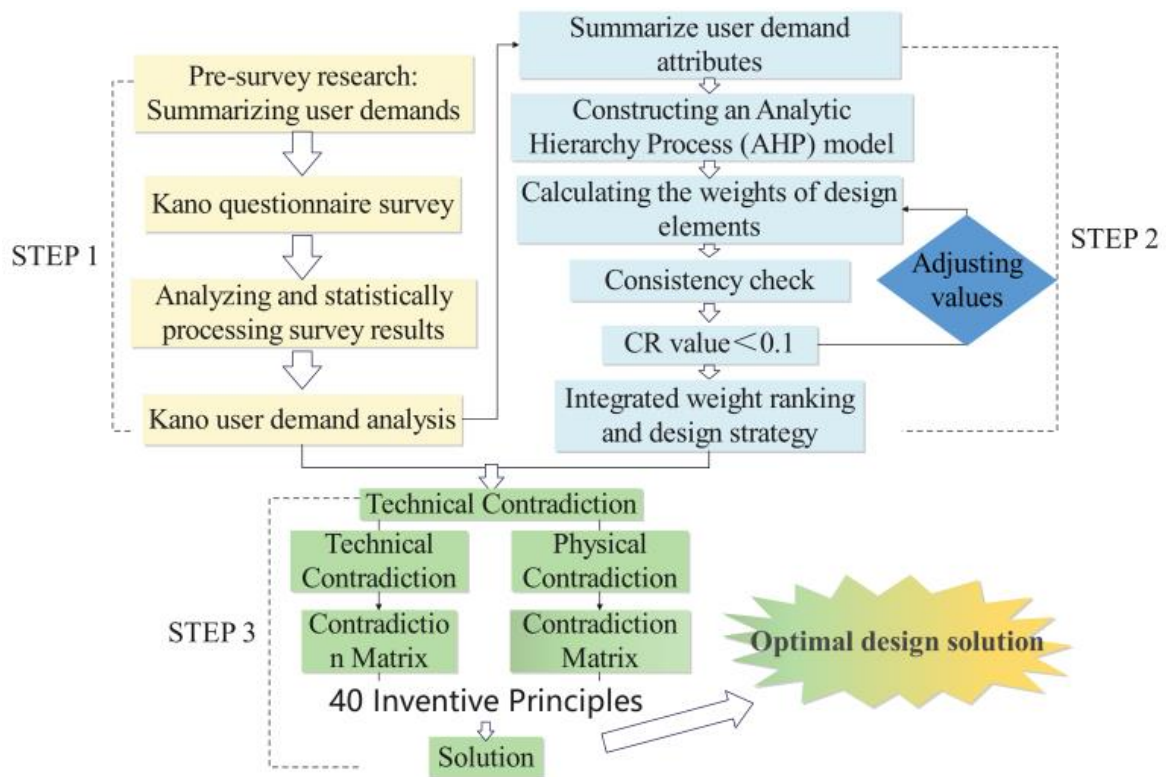 STEP 1
Pre-survey research:
Summarizing user demands
Kano questionnaire survey
Analyzing and statistically
processing survey results
Kano user demand analysis
Summarize user demand
attributes
Constructing an Analytic
Hierarchy Process (AHP) model
Calculating the weights of design
elements
Consistency check
CR value<0.1
Integrated weight ranking
and design strategy
Adjusting
values
STEP 2
STEP 3
Technical Contradiction
Technical
Contradiction
Physical
Contradiction
Contradictio
n Matrix
Contradiction
Matrix
40 Inventive Principles
Solution
Optimal design solution